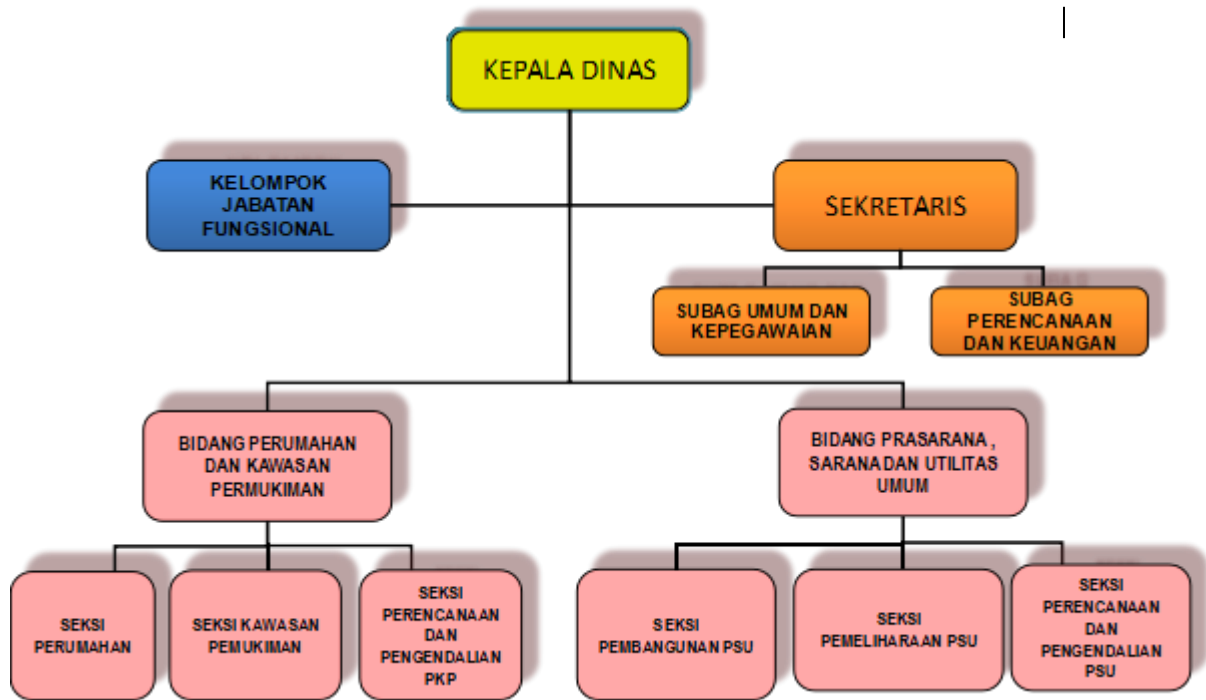 KEPALA DINAS
KELOMPOK
JABATAN
FUNGSIONAL
SEKRETARIS
SUBAG UMUM DAN
KEPEGAWAIAN
SUBAG
PERENCANAAN
DAN KEUANGAN
BIDANG PERUMAHAN
DAN KAWASAN
PERMUKIMAN
BIDANG PRASARANA ,
SARANADAN UTILITAS
UMUM
SEKSI
PERUMAHAN
SEKSI KAWASAN
PEMUKIMAN
SEKSI
PERENCANAAN
DAN
PENGENDALIAN
PKP
SEKSI
PEMBANGUNAN PSU
SEKSI
PEMELIHARAAN PSU
SEKSI
PERENCANAAN
DAN
PENGENDALIAN
PSU